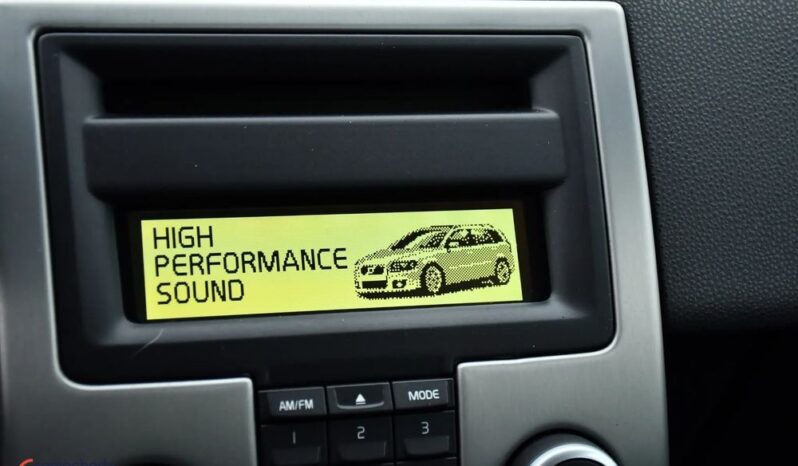 HIGH
PERFORMANCE
SOUND
AM/FM
MODE
1
2
3